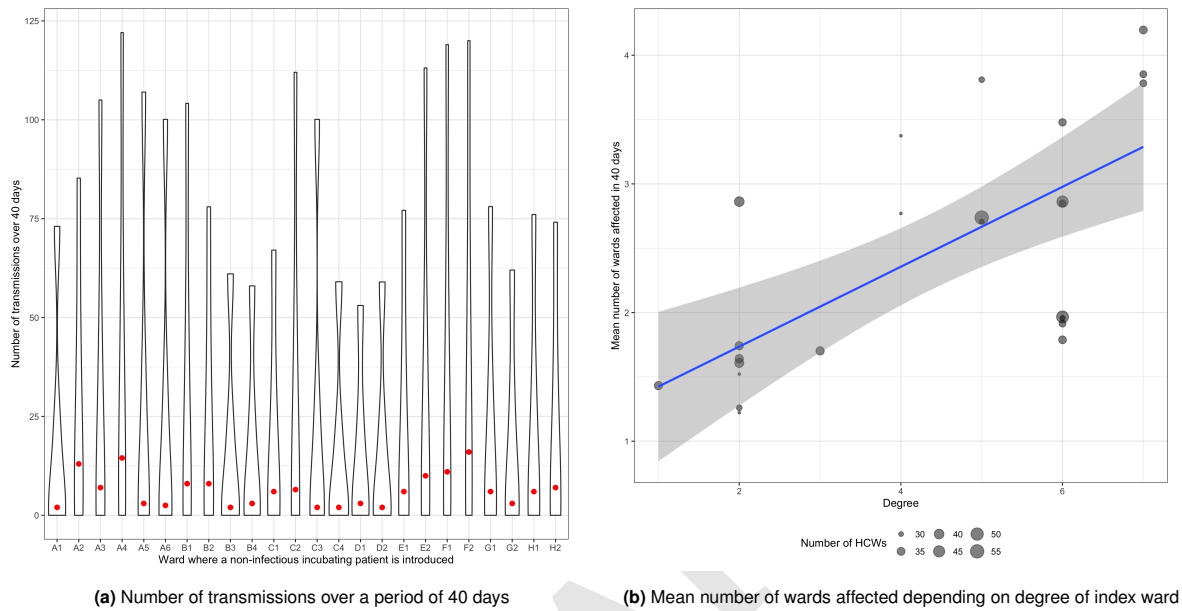 125
100
75
50
25
0
Number of transmissions over 40 days
A1 A2 A3 A4 A5 A6 B1 B2 B3 B4 C1 C2 C3 C4 D1 D2 E1 E2 F1 F2 G1 G2 H1 H2
Ward where a non-infectious incubating patient is introduced
(a) Number of transmissions over a period of 40 days
4
3
2
1
Mean number of wards affected in 40 days
2 4 6
Degree
Number of HCWs
30 40 50
35 45 55
(b) Mean number of wards affected depending on degree of index ward